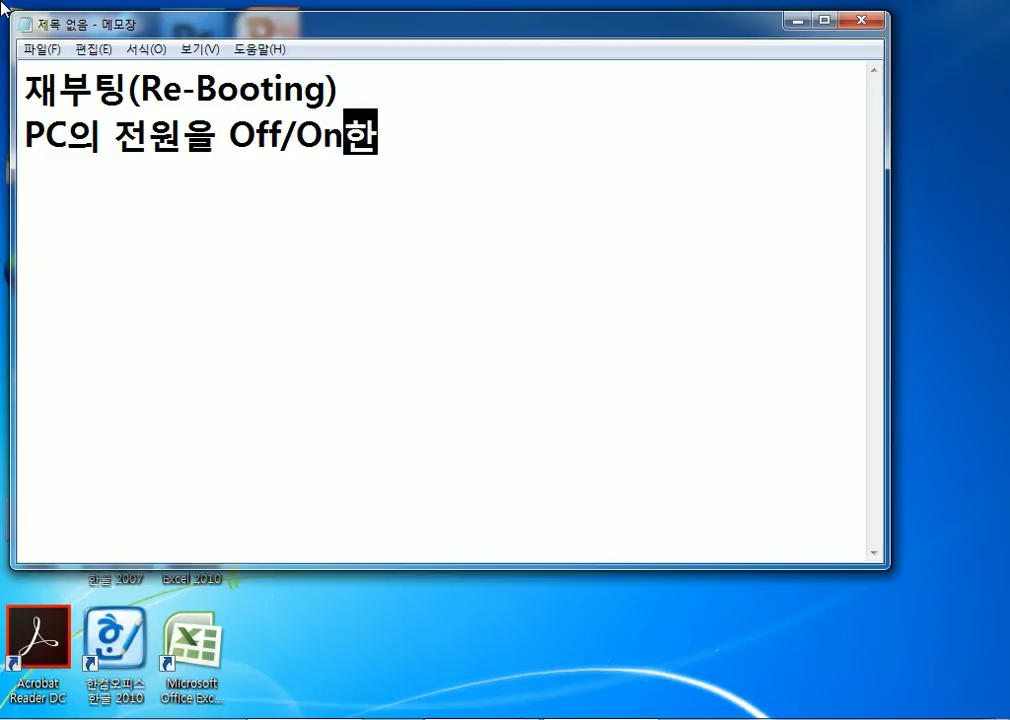 제목 없음 - 메모장
파일(F) 편집(E) 서식(O) 보기(V) 도움말(H)
재부팅(Re-Booting)
PC의 전원을 Off/On한
한글 2007
Excel 2010
Acrobat
Reader DC
한컴오피스
한글 2010
Microsoft
Office Exc...